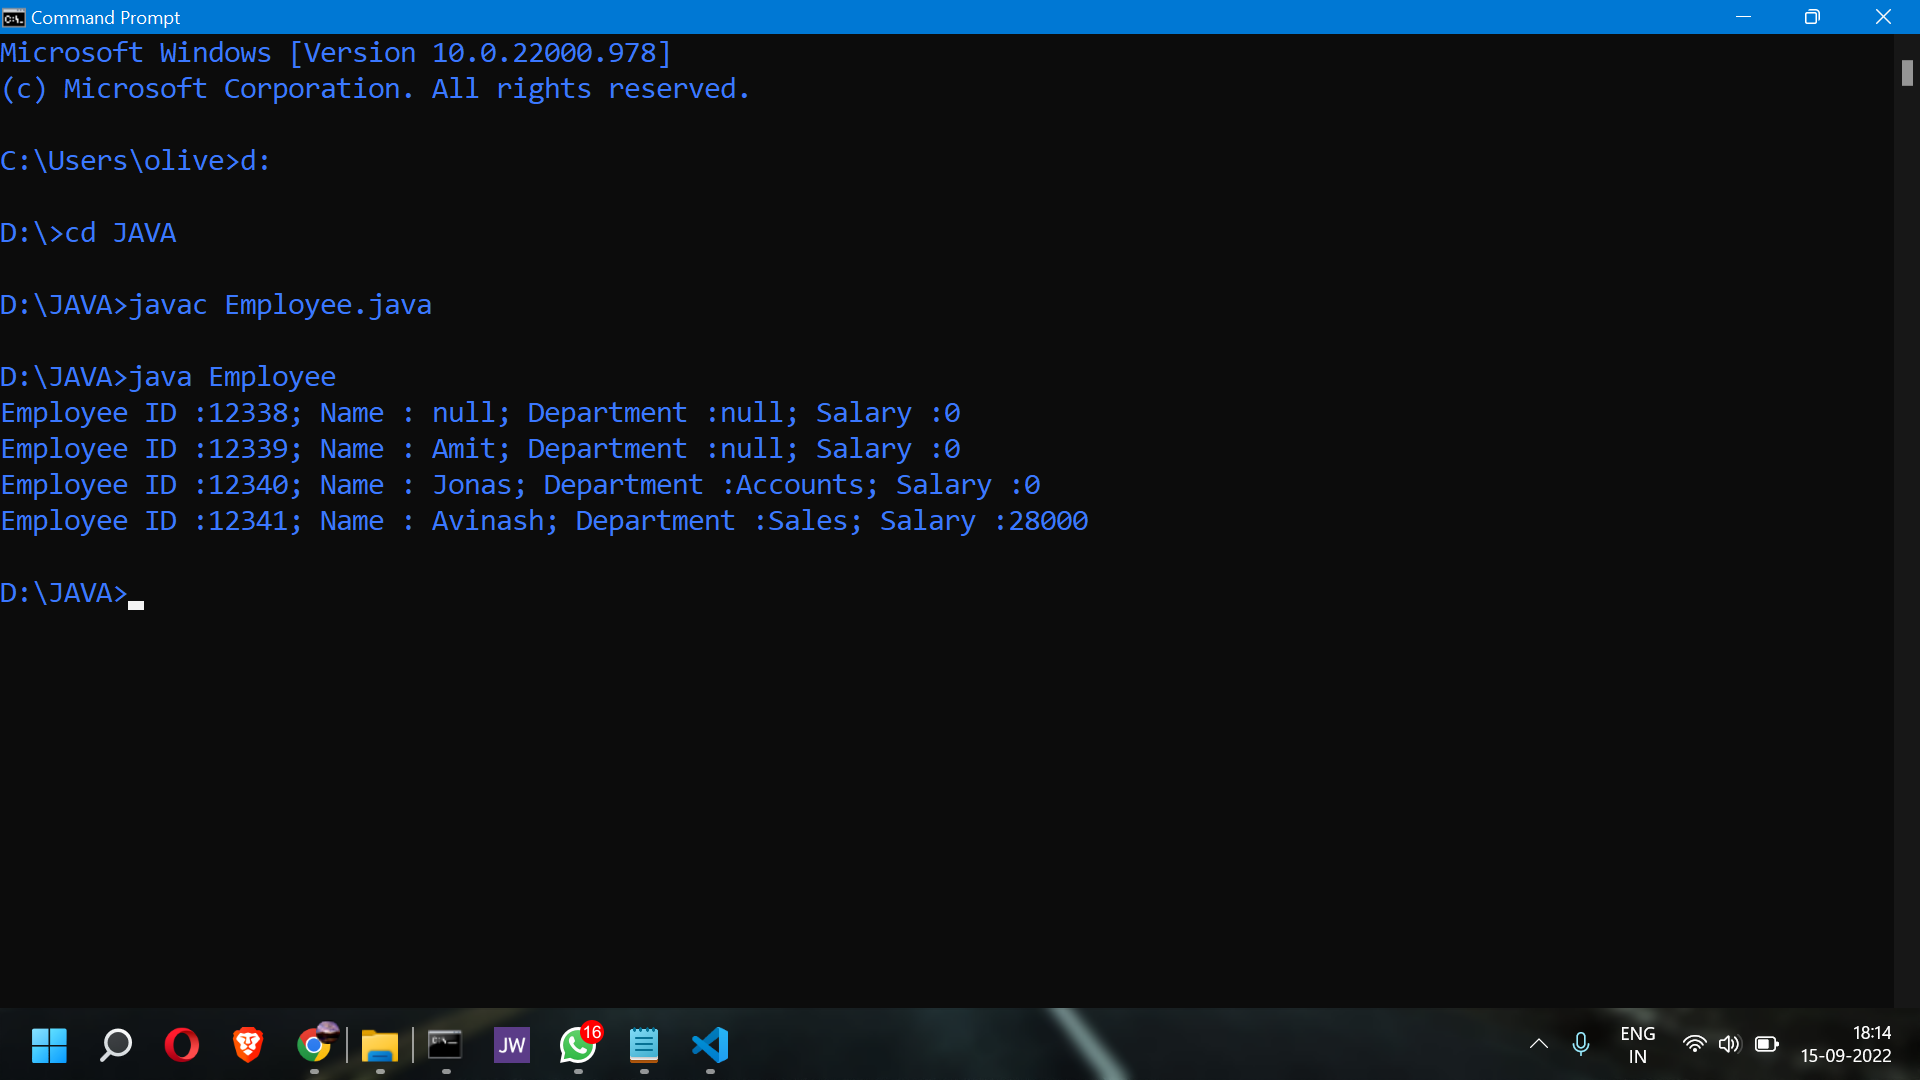 Command Prompt
Microsoft Windows [Version 10.0.22000.978]
(c) Microsoft Corporation. All rights reserved.
C:\Users\olive>d:
D:\>cd JAVA
D:\JAVA>javac Employee.java
D:\JAVA>java Employee
Employee ID :12338; Name : null; Department :null; Salary :0
Employee ID :12339; Name : Amit; Department :null; Salary :0
Employee ID :12340; Name : Jonas; Department :Accounts; Salary :0
Employee ID :12341; Name : Avinash; Department :Sales; Salary :28000
D:\JAVA>
JW
16
ENG
IN
18:14
15-09-2022